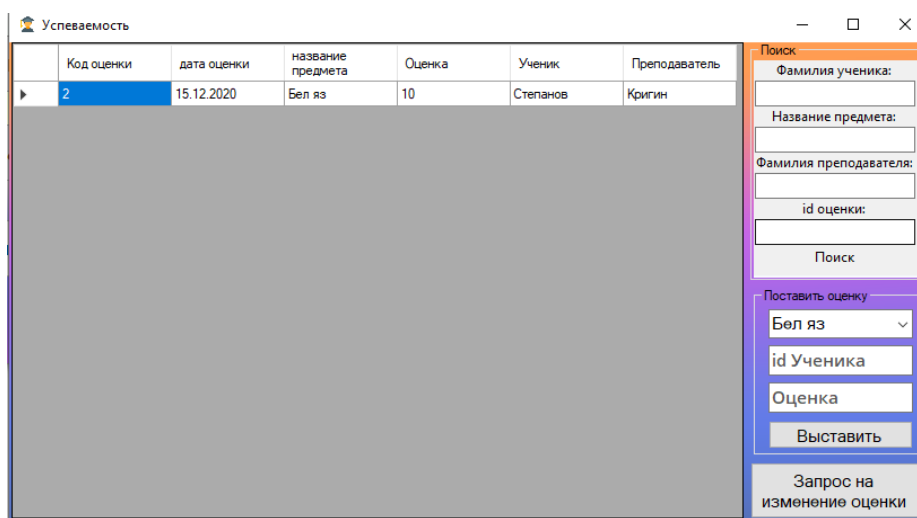 Успеваемость
Код оценки дата оценки название предмета Оценка Ученик Преподаватель
2 15.12.2020 Бел яз 10 Степанов Кригин
Поиск
Фамилия ученика:
Название предмета:
Фамилия преподавателя:
id оценки:
Поиск
Поставить оценку
Бел яз
id Ученика
Оценка
Выставить
Запрос на
изменение оценки